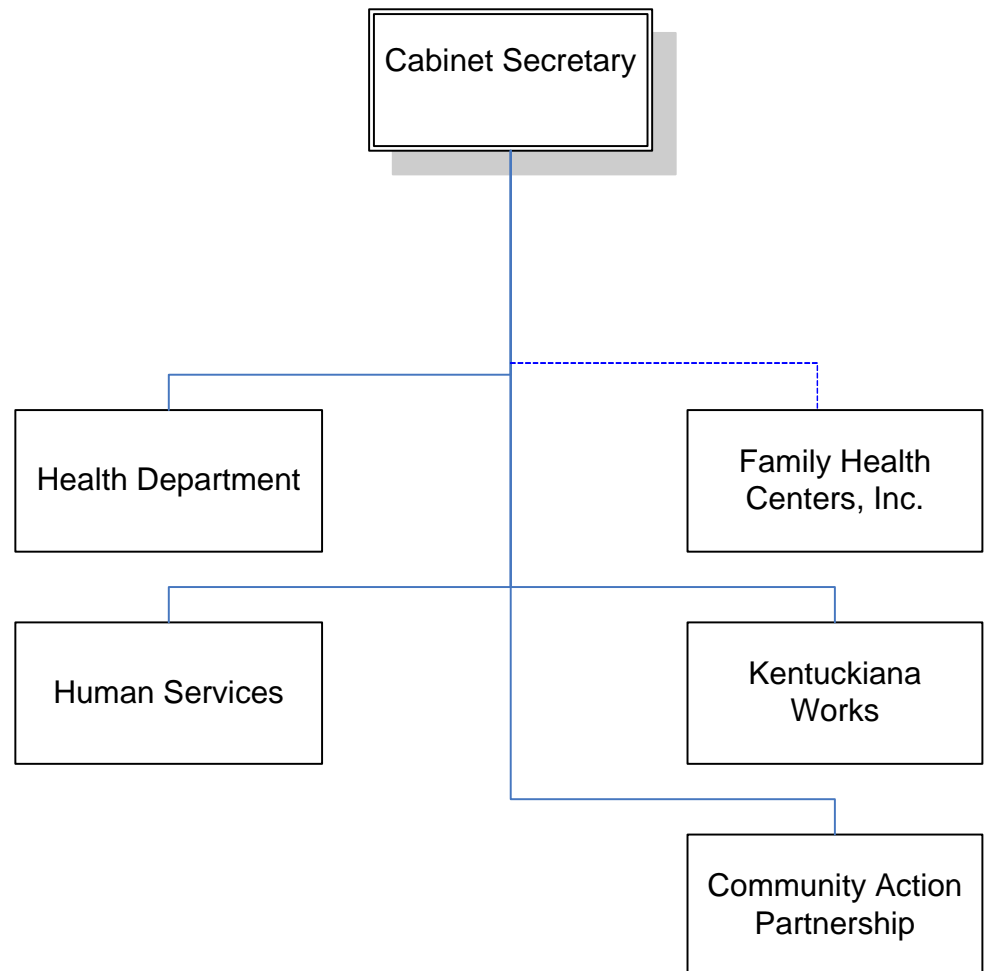 Cabinet Secretary
Health Department
Family Health
Centers, Inc.
Human Services
Kentuckiana
Works
Community Action
Partnership